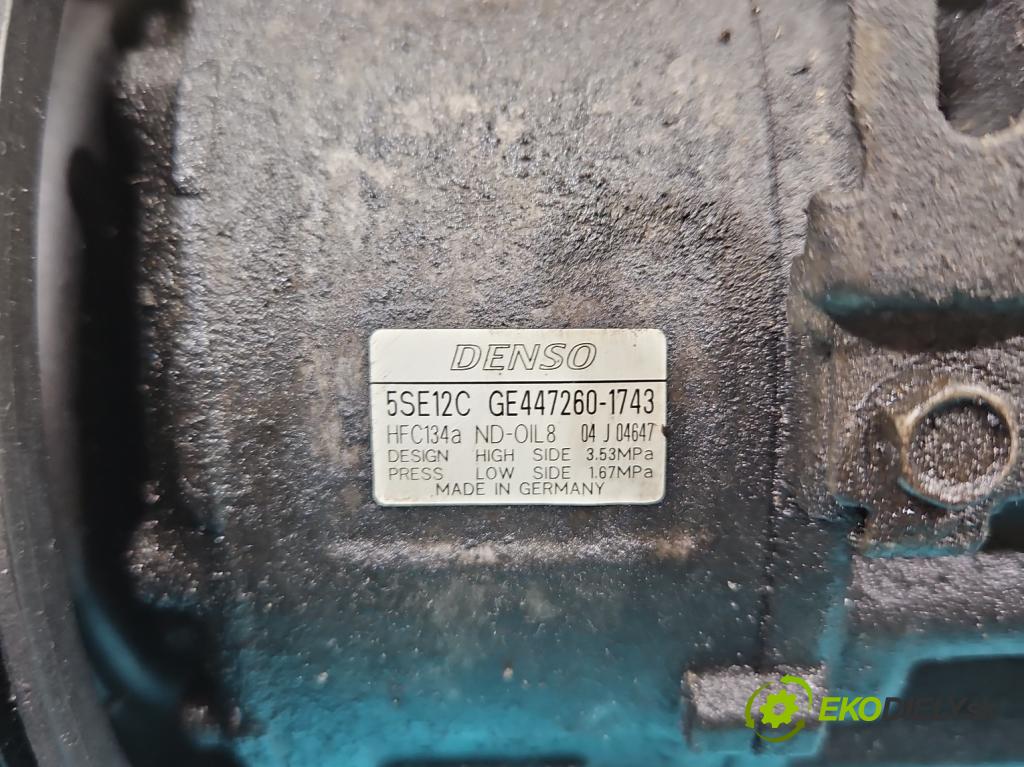 DENSO
5SE12C GE447260-1743
HFC134a ND-OIL8 04 J 04647
DESIGN HIGH SIDE 3.53MPa
PRESS LOW SIDE 1.67MPa
MADE IN GERMANY
EKODIELY.SK